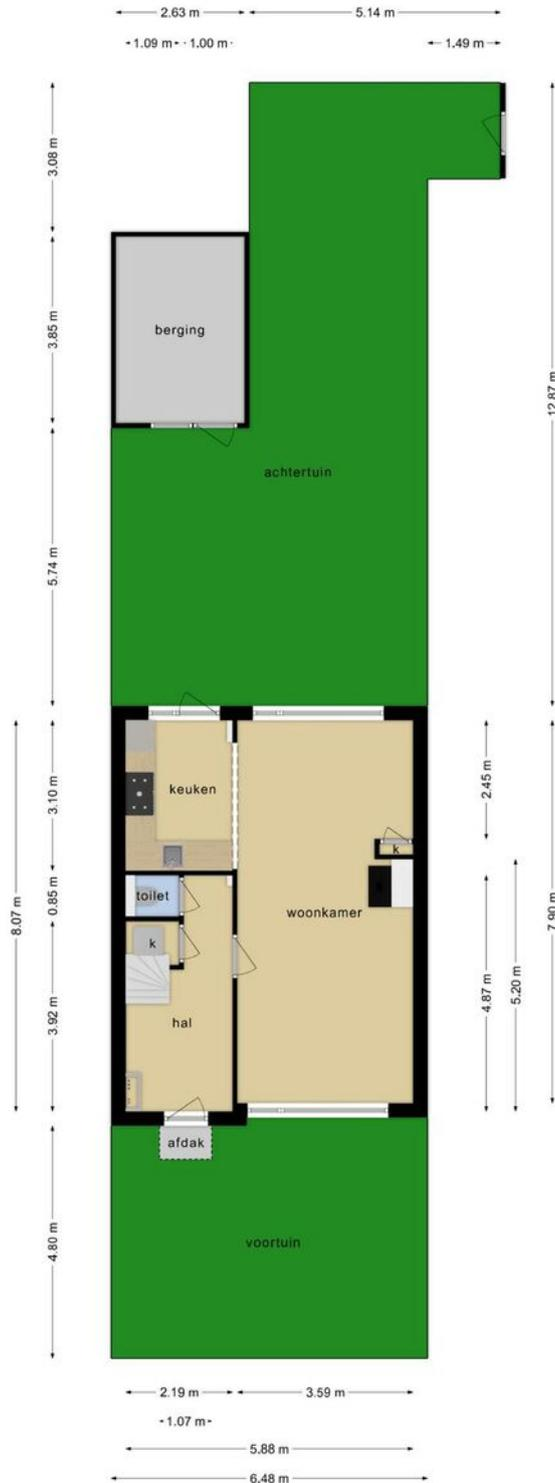 2.63 m 5.14 m
1.09 m 1.00 m 1.49 m
3.08 m
3.85 m
berging
12.87 m
achtertuin
5.74 m
keuken
3.10 m
2.45 m
k
toilet
0.85 m
woonkamer
8.07 m
7.90 m
k
4.87 m
5.20 m
3.92 m
hal
afdak
voortuin
4.80 m
2.19 m 3.59 m
1.07 m
5.88 m
6.48 m